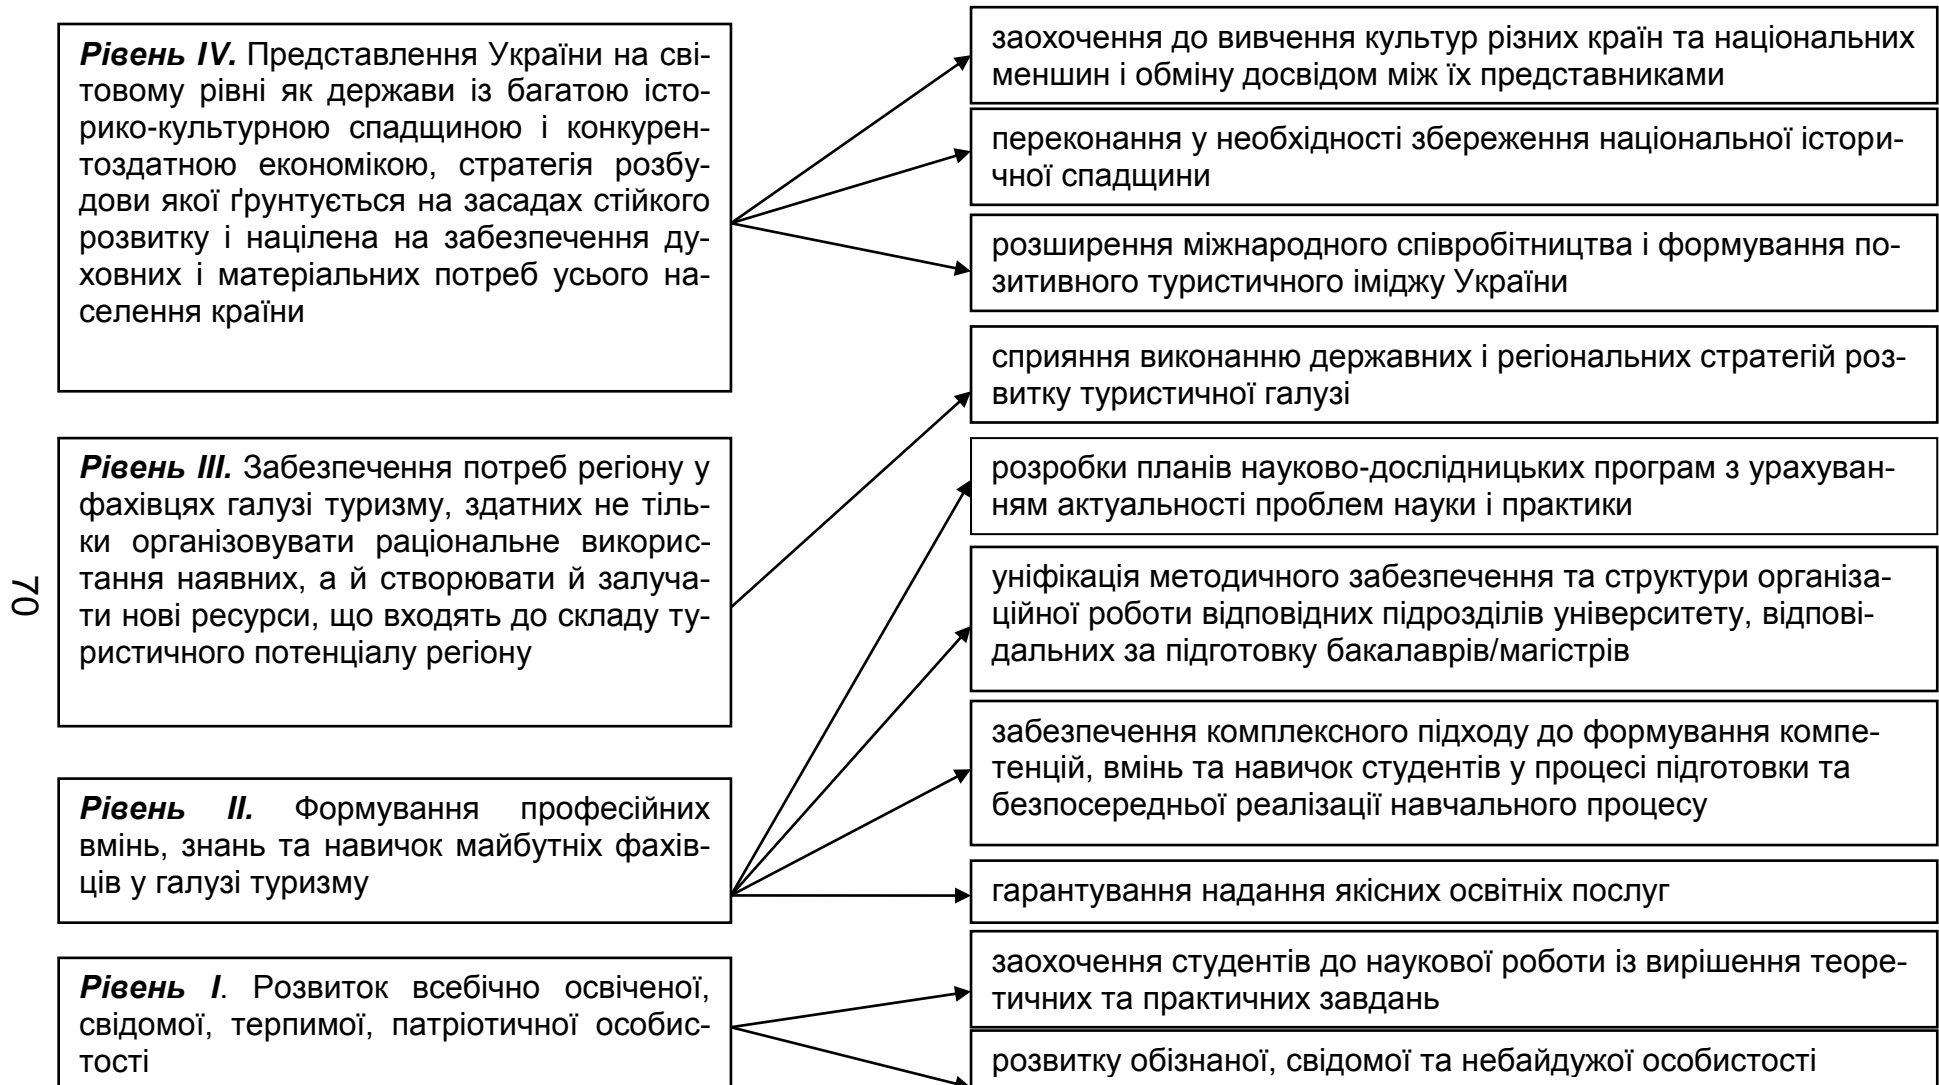 Рівень IV. Представлення України на сві-
товому рівні як держави із багатою істо-
рико-культурною спадщиною і конкурен-
тоздатною економікою, стратегія розбу-
дови якої ґрунтується на засадах стійкого
розвитку і націлена на забезпечення ду-
ховних і матеріальних потреб усього на-
селення країни
заохочення до вивчення культур різних країн та національних
меншин і обміну досвідом між їх представниками
переконання у необхідності збереження національної істори-
чної спадщини
розширення міжнародного співробітництва і формування по-
зитивного туристичного іміджу України
Рівень III. Забезпечення потреб регіону у
фахівцях галузі туризму, здатних не тіль-
ки організовувати раціональне викорис-
тання наявних, а й створювати й залуча-
ти нові ресурси, що входять до складу ту-
ристичного потенціалу регіону
сприяння виконанню державних і регіональних стратегій роз-
витку туристичної галузі
Рівень II. Формування професійних
вмінь, знань та навичок майбутніх фахів-
ців у галузі туризму
розробки планів науково-дослідницьких програм з урахуван-
ням актуальності проблем науки і практики
уніфікація методичного забезпечення та структури організа-
ційної роботи відповідних підрозділів університету, відпові-
дальних за підготовку бакалаврів/магістрів
забезпечення комплексного підходу до формування компе-
тенцій, вмінь та навичок студентів у процесі підготовки та
безпосередньої реалізації навчального процесу
гарантування надання якісних освітніх послуг
Рівень I. Розвиток всебічно освіченої,
свідомої, терпимої, патріотичної особис-
тості
заохочення студентів до наукової роботи із вирішення теоре-
тичних та практичних завдань
розвитку обізнаної, свідомої та небайдужої особистості
70